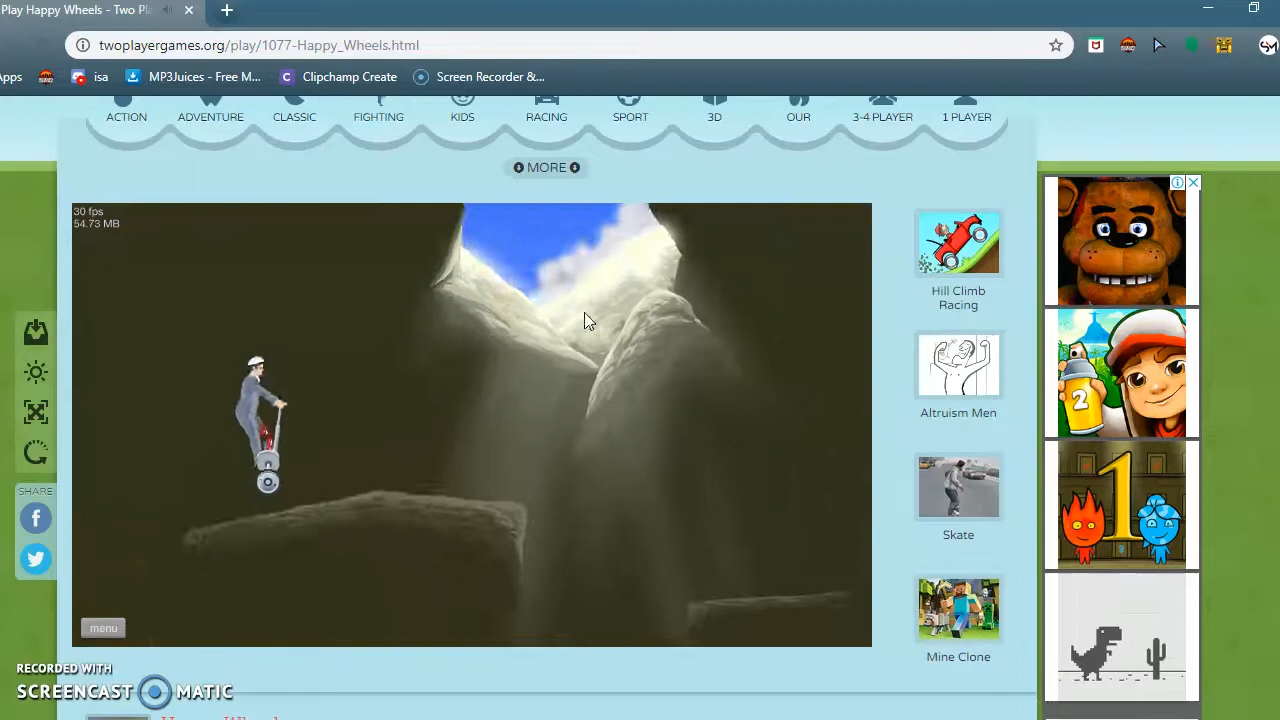 Play Happy Wheels - Two Pla
twoplayergames.org/play/1077-Happy_Wheels.html
Apps
isa
MP3Juices - Free M...
Clipchamp Create
Screen Recorder &...
ACTION
ADVENTURE
CLASSIC
FIGHTING
KIDS
RACING
SPORT
3D
OUR
3-4 PLAYER
1 PLAYER
MORE
30 fps
54.73 MB
menu
SHARE
Hill Climb
Racing
Altruism Men
Skate
Mine Clone
2
1
RECORDED WITH
SCREENCAST MATIC